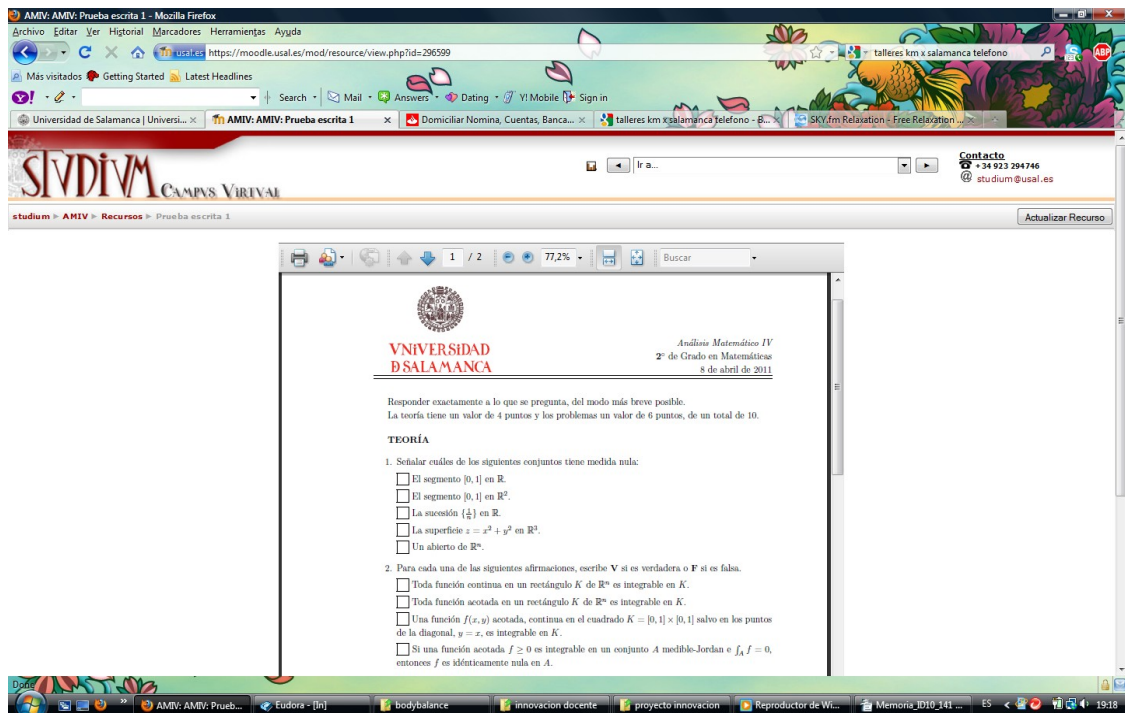 AMIV: AMIV: Prueba escrita 1 - Mozilla Firefox
Archivo Editar Ver Historial Marcadores Herramientas Ayuda
usal.es https://moodle.usal.es/mod/resource/view.php?id=296599 talleres km x salamanca telefono ABP
Más visitados Getting Started Latest Headlines
Y! Search Mail Answers Dating Y! Mobile Sign in
Universidad de Salamanca | Universi... AMIV: AMIV: Prueba escrita 1 Domiciliar Nomina, Cuentas, Banca... talleres km x salamanca telefono - B... SKY.fm Relaxation - Free Relaxation ...
STVDIVM CAMPVS VIRTVAL
Ir a...
Contacto
+34 923 294746
@ studium@usal.es
studium ► AMIV ► Recursos ► Prueba escrita 1 Actualizar Recurso
1 / 2 77,2% Buscar
VNiVERSiDAD
D SALAMANCA
Análisis Matemático IV
2° de Grado en Matemáticas
8 de abril de 2011
Responder exactamente a lo que se pregunta, del modo más breve posible.
La teoría tiene un valor de 4 puntos y los problemas un valor de 6 puntos, de un total de 10.
TEORÍA
1. Señalar cuáles de los siguientes conjuntos tiene medida nula:
El segmento [0, 1] en ℝ.
El segmento [0, 1] en ℝ².
La sucesión {1/n} en ℝ.
La superficie z = x² + y² en ℝ³.
Un abierto de ℝⁿ.
2. Para cada una de las siguientes afirmaciones, escribe V si es verdadera o F si es falsa.
Toda función continua en un rectángulo K de ℝⁿ es integrable en K.
Toda función acotada en un rectángulo K de ℝⁿ es integrable en K.
Una función f(x, y) acotada, continua en el cuadrado K = [0, 1] × [0, 1] salvo en los puntos
de la diagonal, y = x, es integrable en K.
Si una función acotada f ≥ 0 es integrable en un conjunto A medible-Jordan e ∫_A f = 0,
entonces f es idénticamente nula en A.
Done
AMIV: AMIV: Prueb... Eudora - [In] bodybalance innovacion docente proyecto innovacion Reproductor de Wi... Memoria_ID10_141 ... ES 19:18